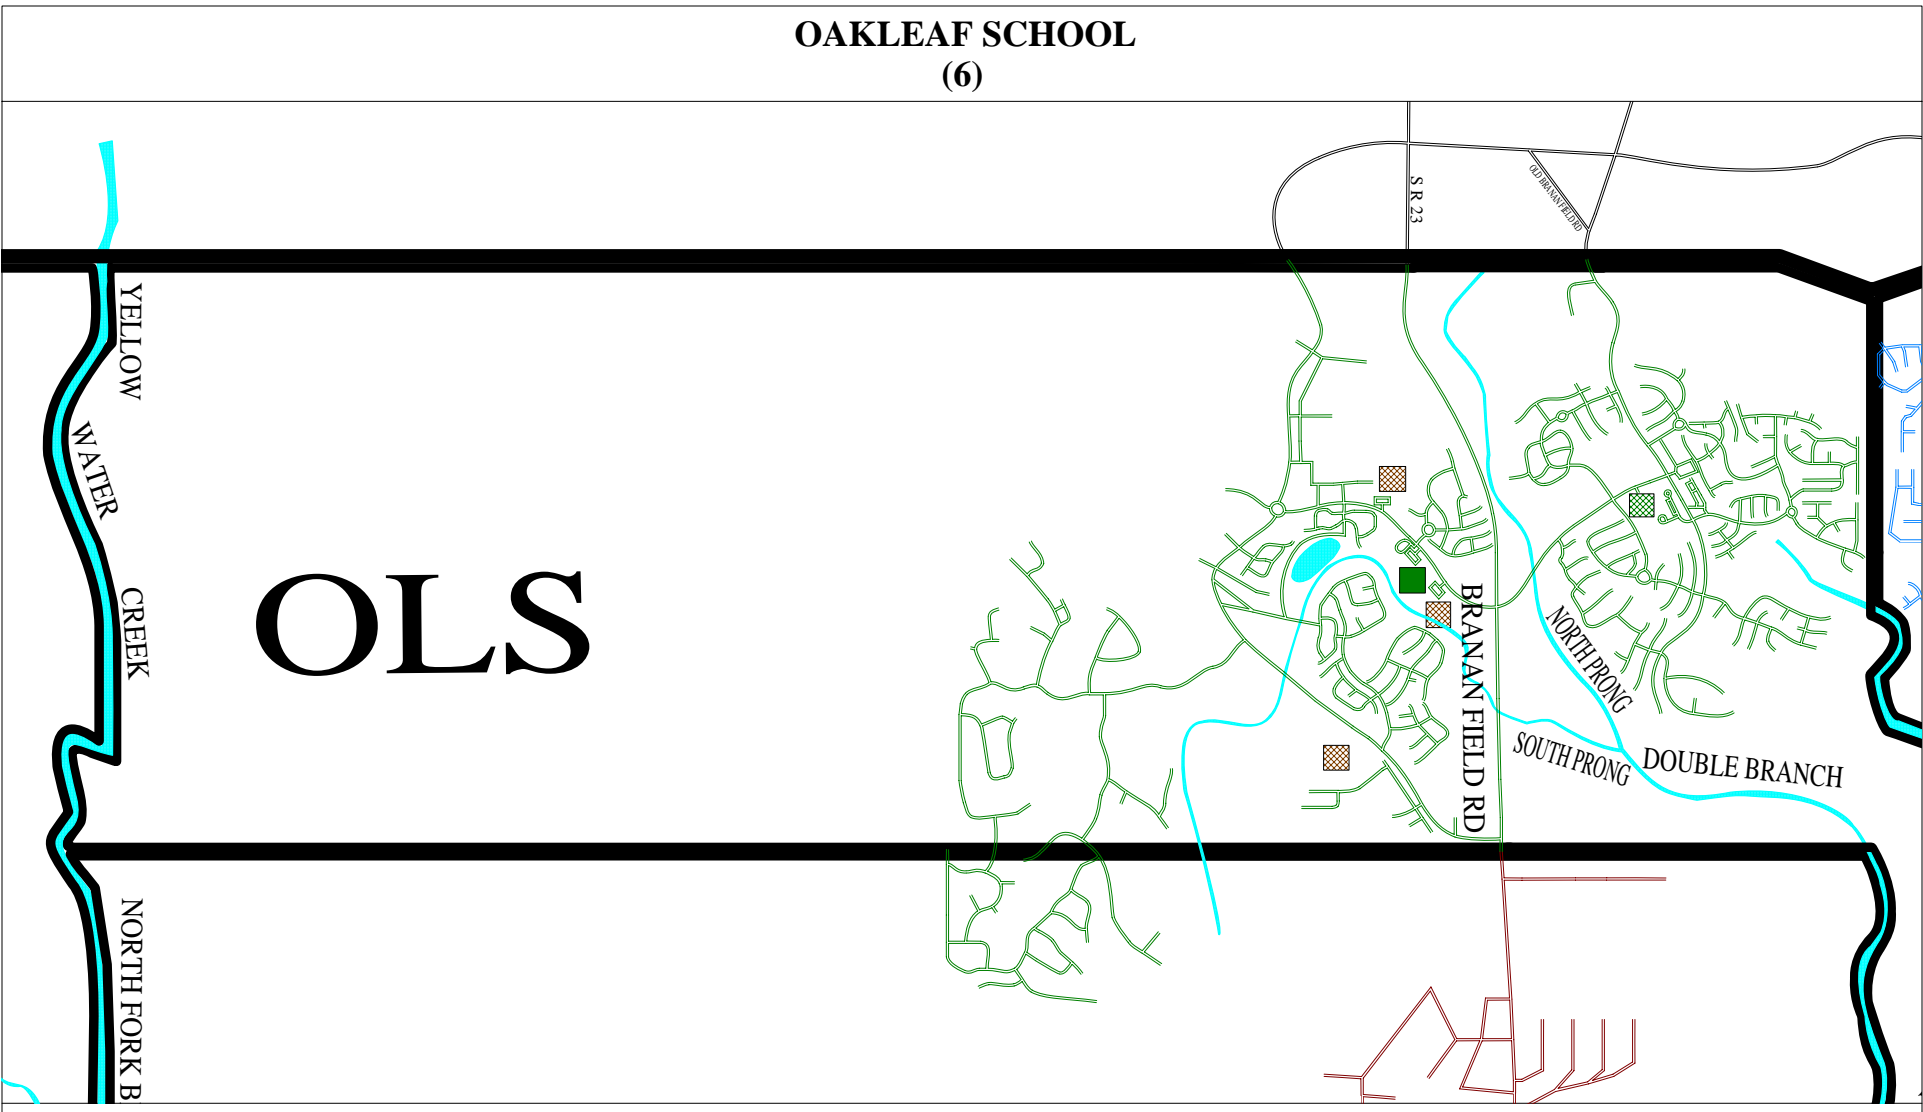 OAKLEAF SCHOOL
(6)
S R 23
OLD BRANAN FIELD RD
YELLOW
WATER
CREEK
OLS
BRANAN FIELD RD
NORTH PRONG
SOUTH PRONG
DOUBLE BRANCH
NORTH FORK B